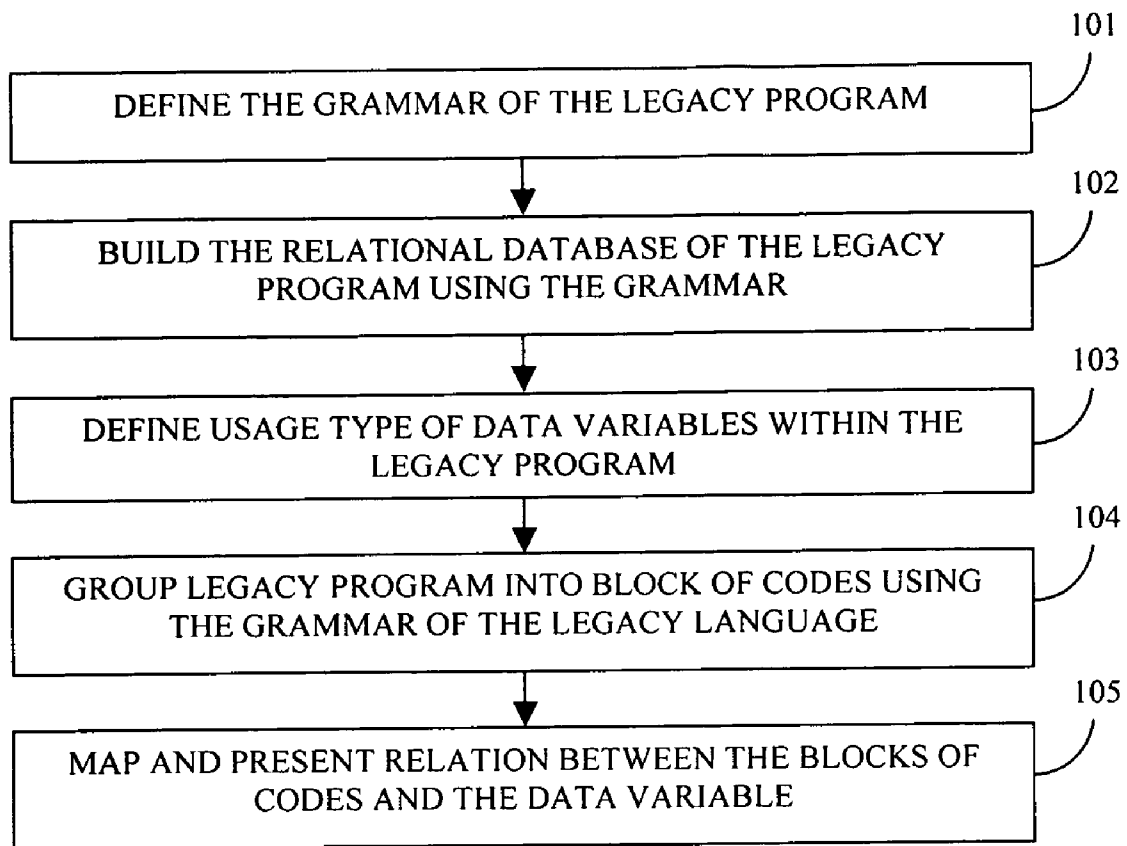 101
DEFINE THE GRAMMAR OF THE LEGACY PROGRAM
102
BUILD THE RELATIONAL DATABASE OF THE LEGACY
PROGRAM USING THE GRAMMAR
103
DEFINE USAGE TYPE OF DATA VARIABLES WITHIN THE
LEGACY PROGRAM
104
GROUP LEGACY PROGRAM INTO BLOCK OF CODES USING
THE GRAMMAR OF THE LEGACY LANGUAGE
105
MAP AND PRESENT RELATION BETWEEN THE BLOCKS OF
CODES AND THE DATA VARIABLE